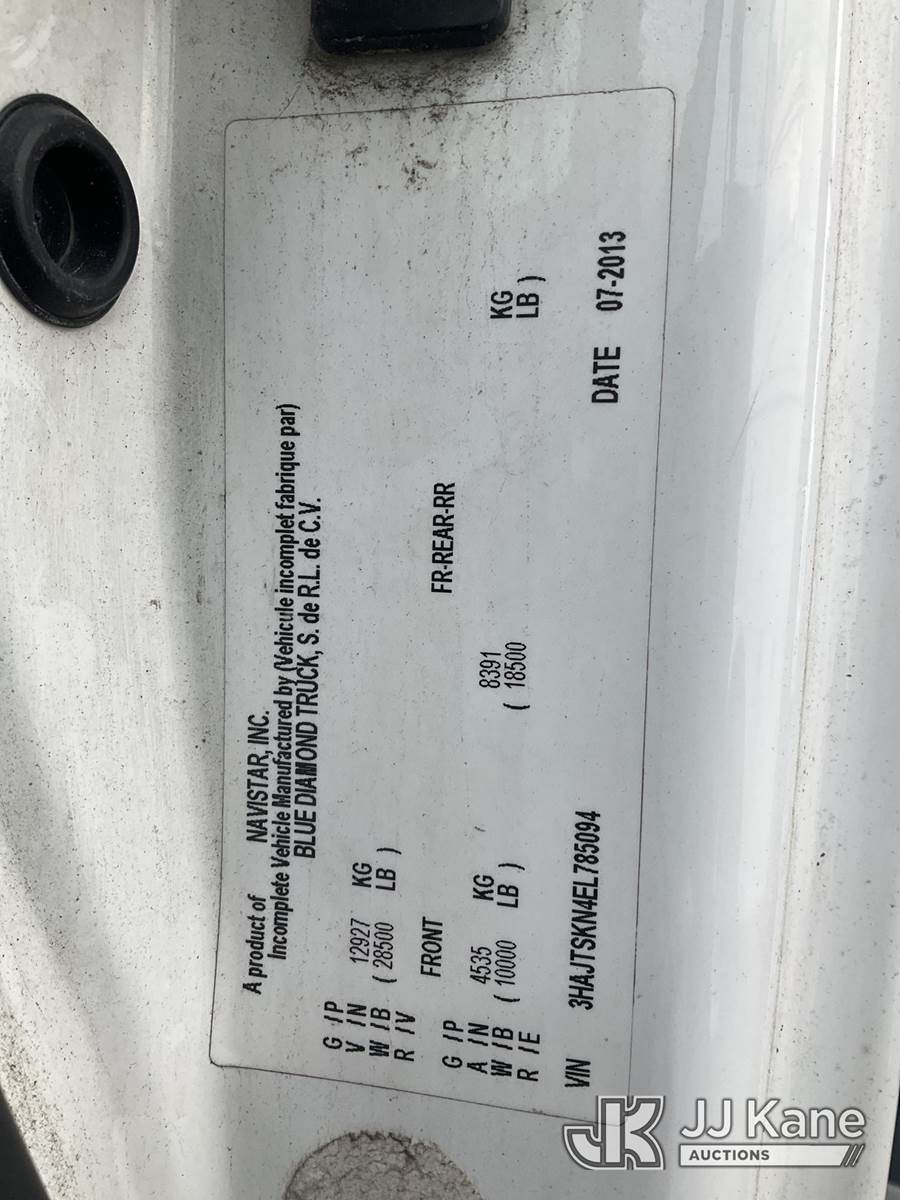 A product of NAVISTAR, INC.
Incomplete Vehicle Manufactured by (Vehicule incomplet fabrique par)
BLUE DIAMOND TRUCK, S. de R.L. de C.V.
G /P
V /N 12927 KG
W /B ( 28500 LB )
R /V
FRONT FR-REAR-RR
G /P
A /N 4535 KG 8391 KG
W /B ( 10000 LB ) ( 18500 LB )
R /E
VIN 3HAJTSKN4EL785094 DATE 07-2013
JK JJ Kane
AUCTIONS